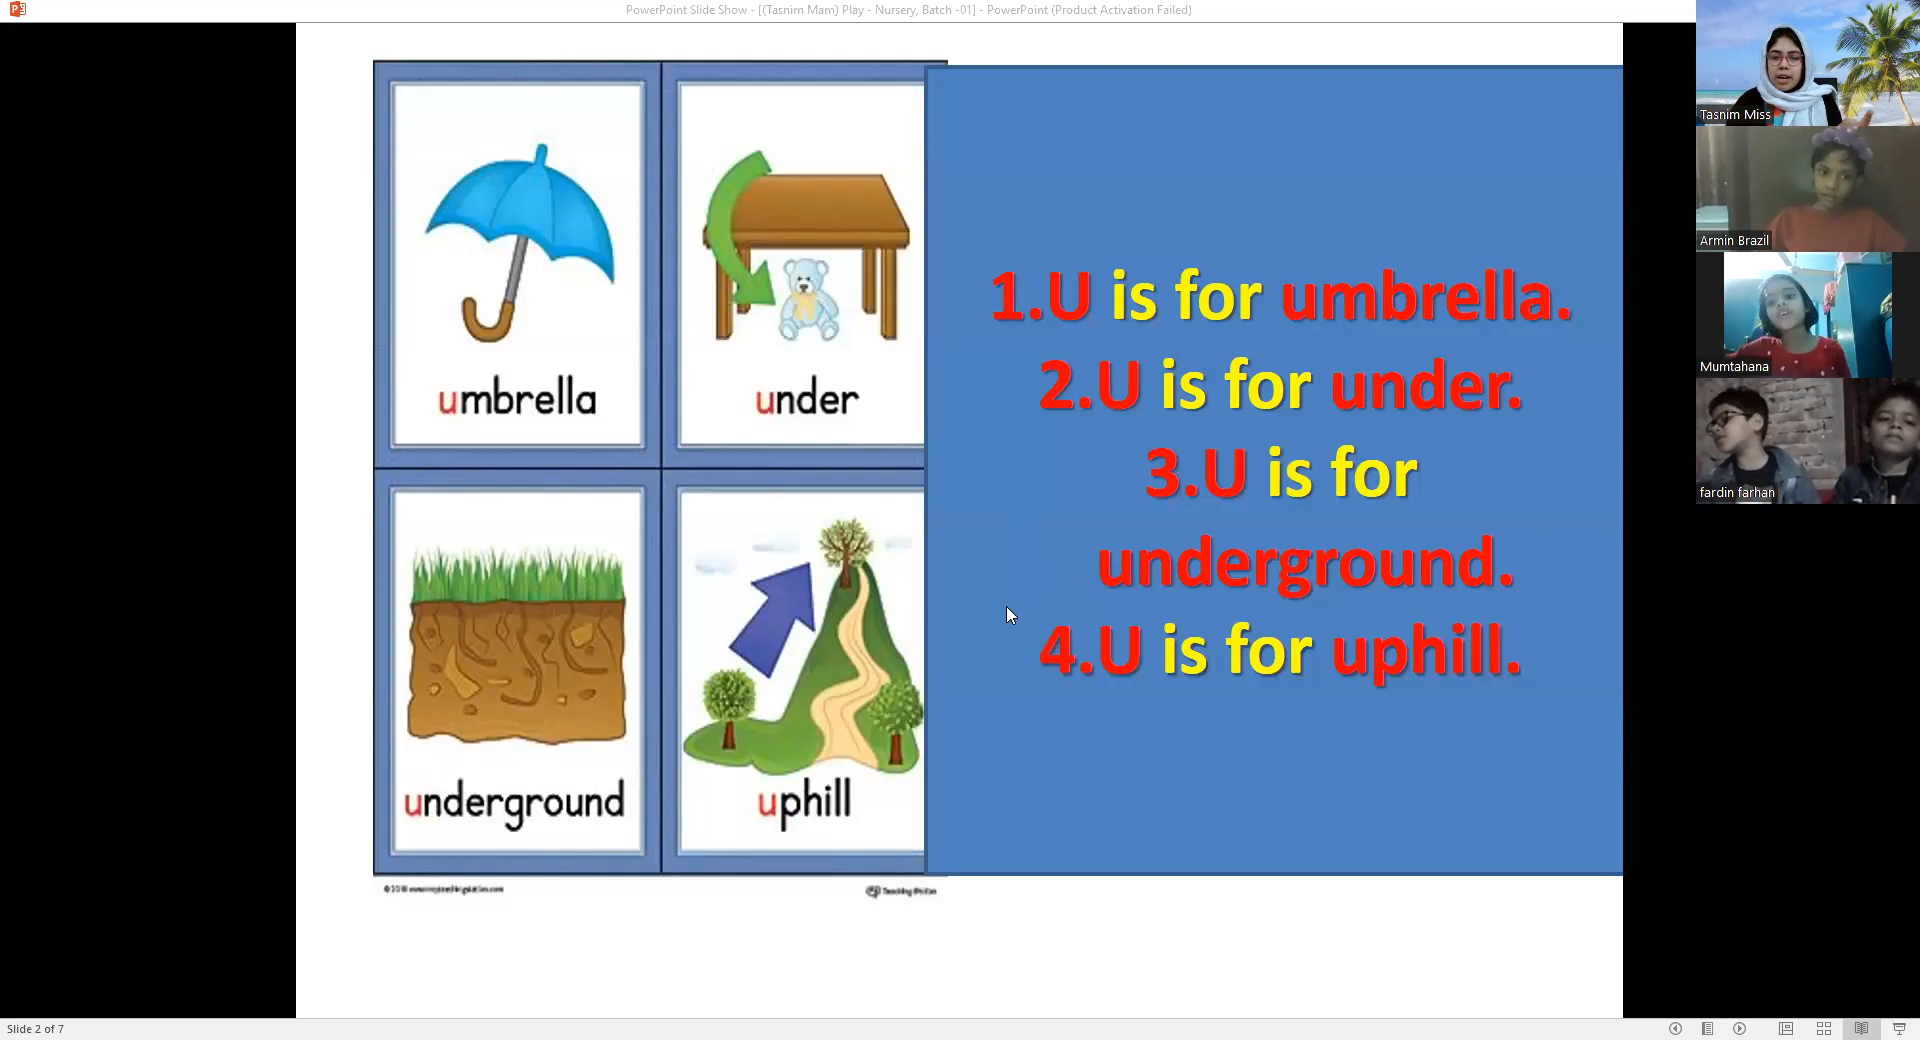 PowerPoint Slide Show - [(Tasnim Mam) Play - Nursery, Batch -01] - PowerPoint (Product Activation Failed)
umbrella
under
underground
uphill
1.U is for umbrella.
2.U is for under.
3.U is for
underground.
4.U is for uphill.
Tasnim Miss
Armin Brazil
Mumtahana
fardin farhan
Slide 2 of 7